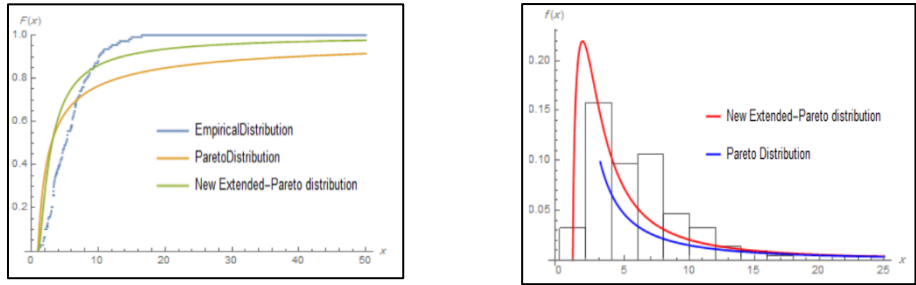 F(x)
1.0
0.8
0.6
0.4
0.2
EmpiricalDistribution
ParetoDistribution
New Extended-Pareto distribution
0 10 20 30 40 50 x
f(x)
0.20
0.15
0.10
0.05
New Extended-Pareto distribution
Pareto Distribution
0 5 10 15 20 25 x